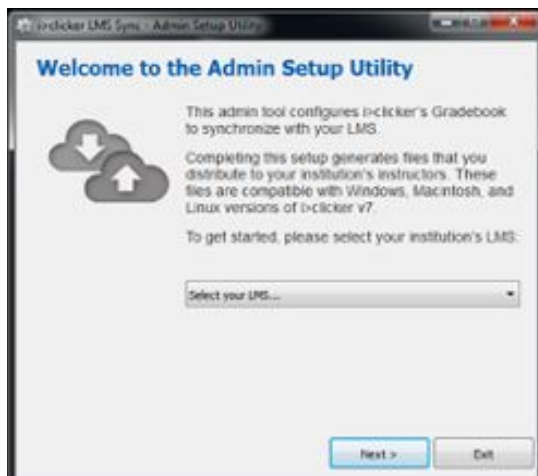 i>clicker LMS Sync - Admin Setup Utility
Welcome to the Admin Setup Utility
This admin tool configures i>clicker's Gradebook
to synchronize with your LMS.
Completing this setup generates files that you
distribute to your institution's instructors. These
files are compatible with Windows, Macintosh, and
Linux versions of i>clicker v7.
To get started, please select your institution's LMS:
Select your LMS...
Next >
Exit